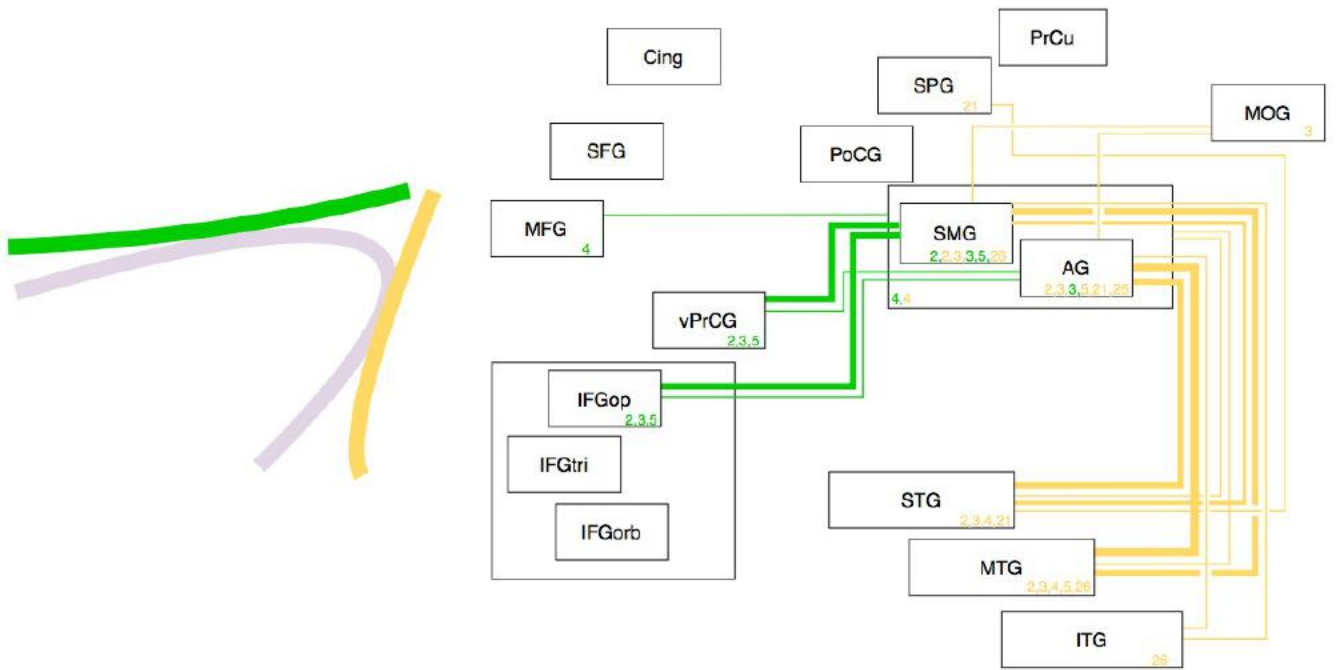 PrCu
Cing
SPG
21
MOG
3
SFG
PoCG
MFG
4
SMG
2,2,3,3,5,26
AG
2,3,3,5,21,26
4,4
vPrCG
2,3,5
IFGop
2,3,5
IFGtri
IFGorb
STG
2,3,4,21
MTG
2,3,4,5,26
ITG
26